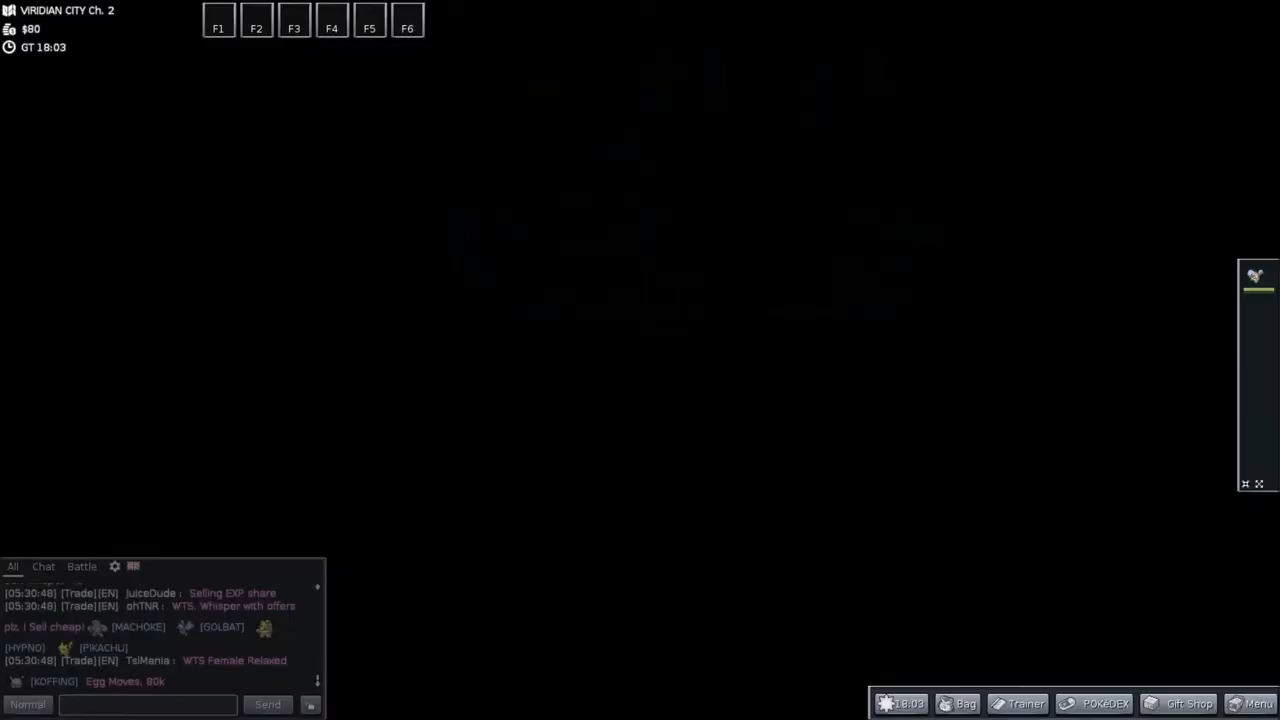 VIRIDIAN CITY Ch. 2
$80
GT 18:03
F1 F2 F3 F4 F5 F6
All Chat Battle
[05:30:48] [Trade][EN] JuiceDude : Selling EXP share
[05:30:48] [Trade][EN] ohTNR : WTS. Whisper with offers
plz. I Sell cheap! [MACHOKE] [GOLBAT]
[HYPNO] [PIKACHU]
[05:30:48] [Trade][EN] TslMania : WTS Female Relaxed
[KOFFING] Egg Moves, 80k
Normal Send
18:03 Bag Trainer POKéDEX Gift Shop Menu